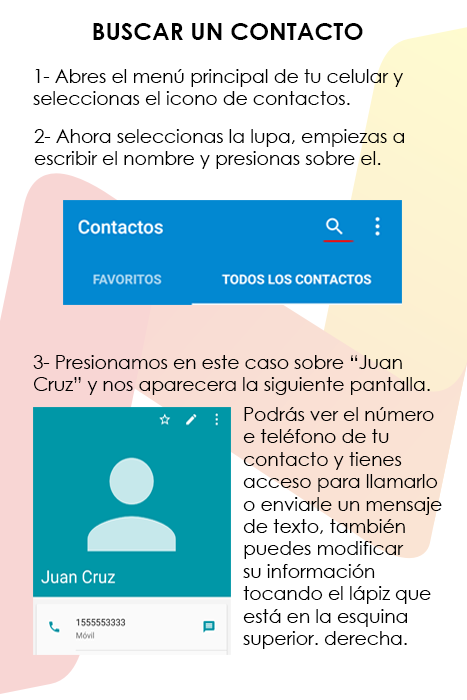 BUSCAR UN CONTACTO
1- Abres el menú principal de tu celular y
seleccionas el icono de contactos.
2- Ahora seleccionas la lupa, empiezas a
escribir el nombre y presionas sobre el.
Contactos
FAVORITOS TODOS LOS CONTACTOS
3- Presionamos en este caso sobre “Juan
Cruz” y nos aparecera la siguiente pantalla.
Juan Cruz
1555553333
Móvil
Podrás ver el número
e teléfono de tu
contacto y tienes
acceso para llamarlo
o enviarle un mensaje
de texto, también
puedes modificar
su información
tocando el lápiz que
está en la esquina
superior. derecha.